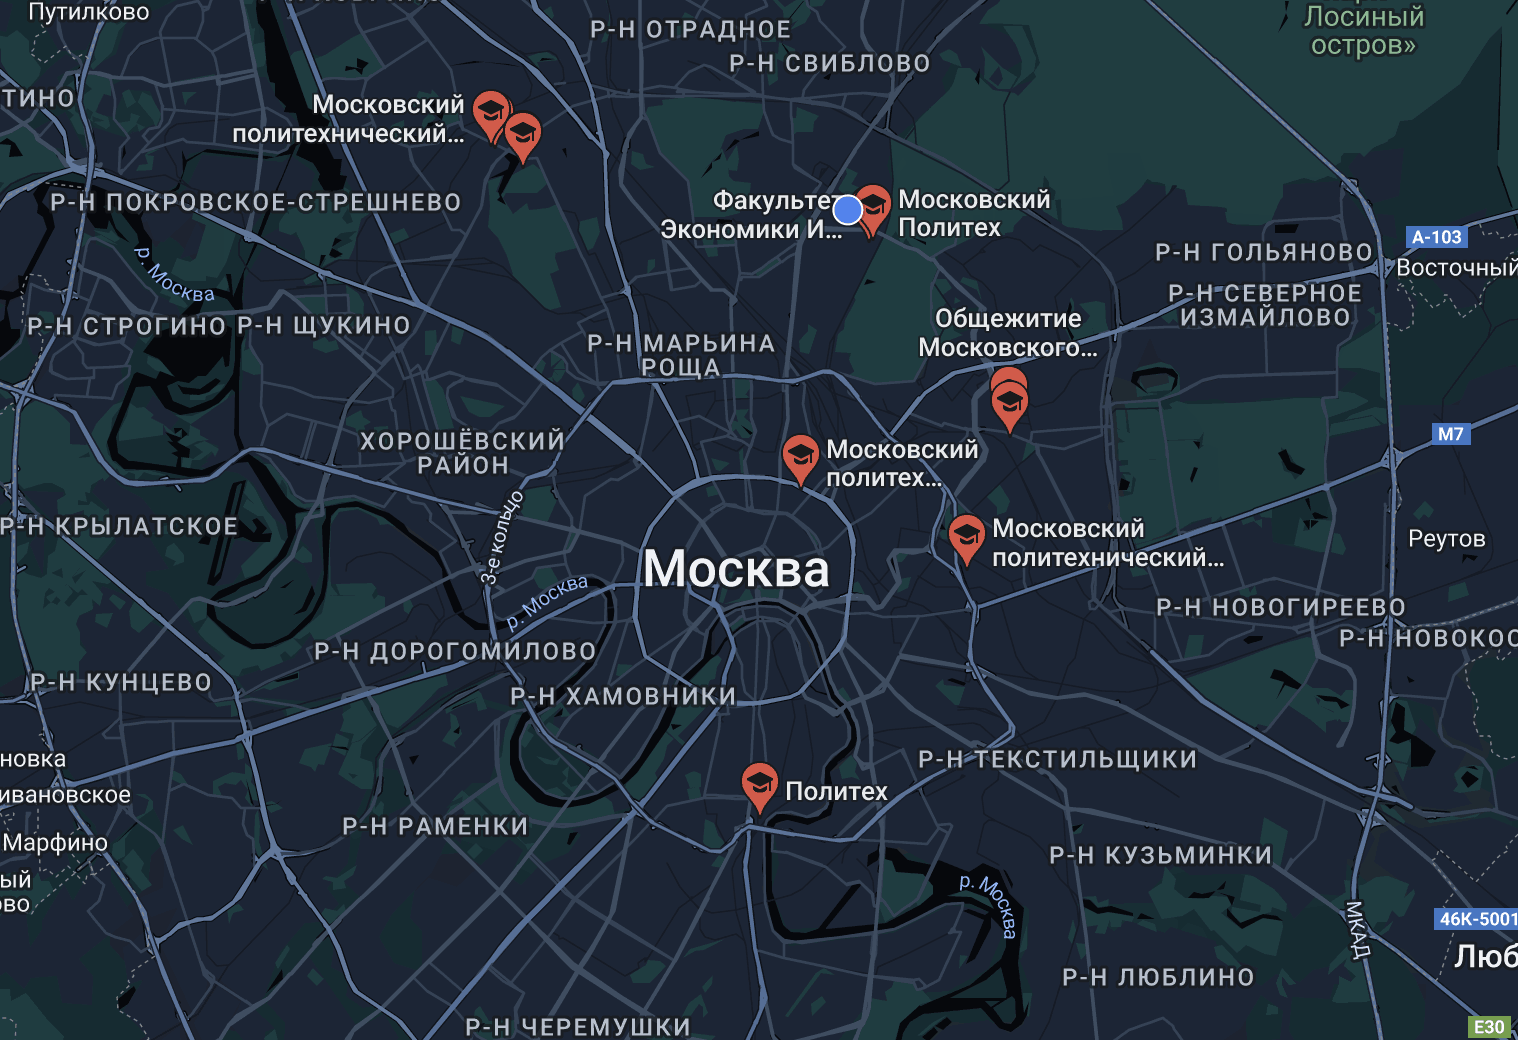 Путилково
Р-Н ОТРАДНОЕ
Лосиный
остров»
Р-Н СВИБЛОВО
ТИНО
Московский
политехнический...
Р-Н ПОКРОВСКОЕ-СТРЕШНЕВО
Факультет
Экономики И...
Московский
Политех
А-103
Р-Н ГОЛЬЯНОВО
Восточный
р. Москва
Р-Н СЕВЕРНОЕ
ИЗМАЙЛОВО
Р-Н СТРОГИНО
Р-Н ЩУКИНО
Общежитие
Московского...
Р-Н МАРЬИНА
РОЩА
М7
ХОРОШЁВСКИЙ
РАЙОН
Московский
политех...
Р-Н КРЫЛАТСКОЕ
3-е кольцо
Московский
политехнический...
Реутов
Москва
р. Москва
Р-Н НОВОГИРЕЕВО
Р-Н НОВОКОС
Р-Н ДОРОГОМИЛОВО
Р-Н КУНЦЕВО
Р-Н ХАМОВНИКИ
новка
Р-Н ТЕКСТИЛЬЩИКИ
ивановское
Политех
Р-Н РАМЕНКИ
Марфино
Р-Н КУЗЬМИНКИ
ый
ово
р. Москва
МКАД
46К-5001
Люб
Р-Н ЛЮБЛИНО
Р-Н ЧЕРЕМУШКИ
Е30